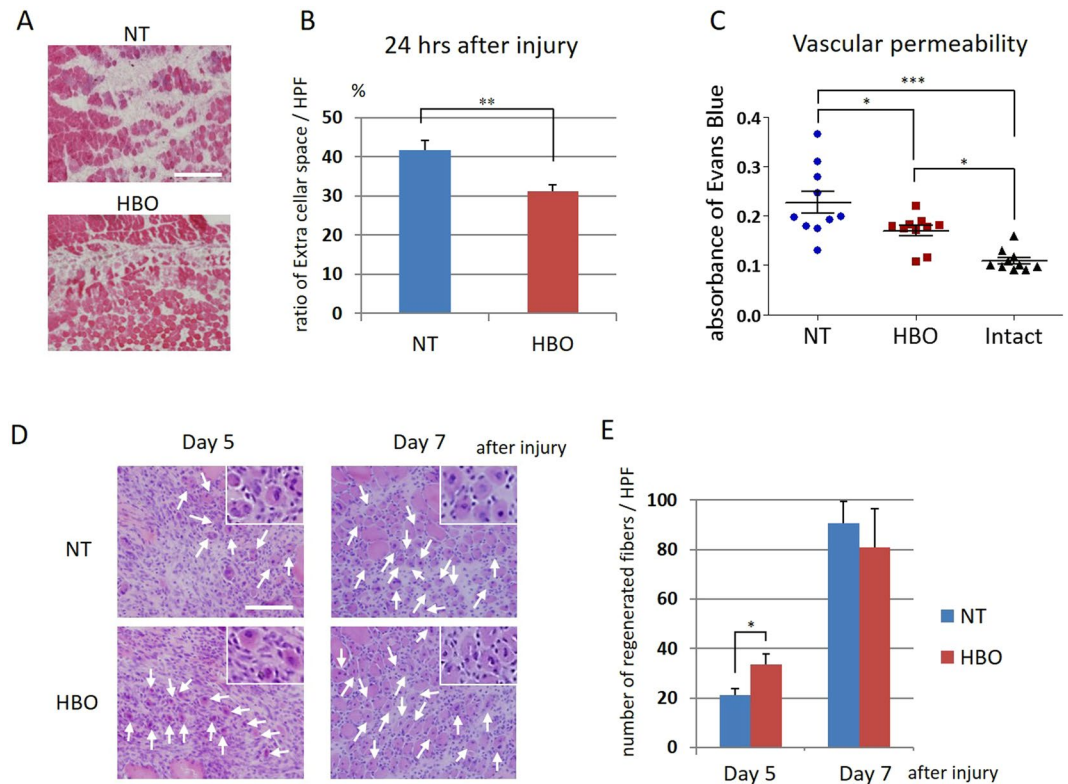 A
NT
HBO
B
24 hrs after injury
%
ratio of Extra cellar space / HPF
50
40
30
20
10
0
**
NT
HBO
C
Vascular permeability
absorbance of Evans Blue
0.4
0.3
0.2
0.1
0.0
***
*
*
NT
HBO
Intact
D
Day 5
Day 7
after injury
NT
HBO
E
number of regenerated fibers / HPF
100
80
60
40
20
0
*
NT
HBO
Day 5
Day 7
after injury